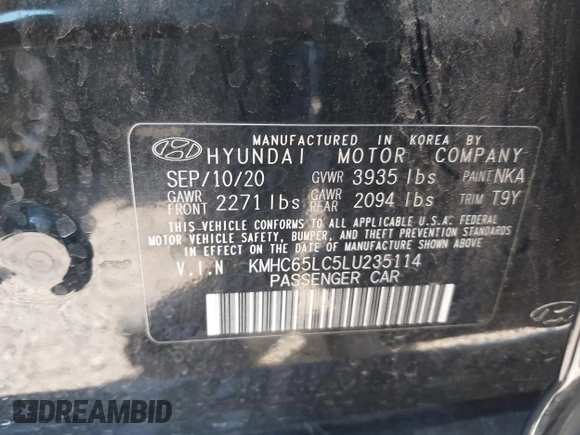 MANUFACTURED IN KOREA BY
HYUNDAI MOTOR COMPANY
SEP/10/20 GVWR 3935 lbs PAINT NKA
GAWR FRONT 2271 lbs GAWR REAR 2094 lbs TRIM T9Y
THIS VEHICLE CONFORMS TO ALL APPLICABLE U.S.A. FEDERAL
MOTOR VEHICLE SAFETY, BUMPER, AND THEFT PREVENTION STANDARDS
IN EFFECT ON THE DATE OF MANUFACTURE SHOWN ABOVE
V.I.N KMHC65LC5LU235114
PASSENGER CAR
DREAMBID